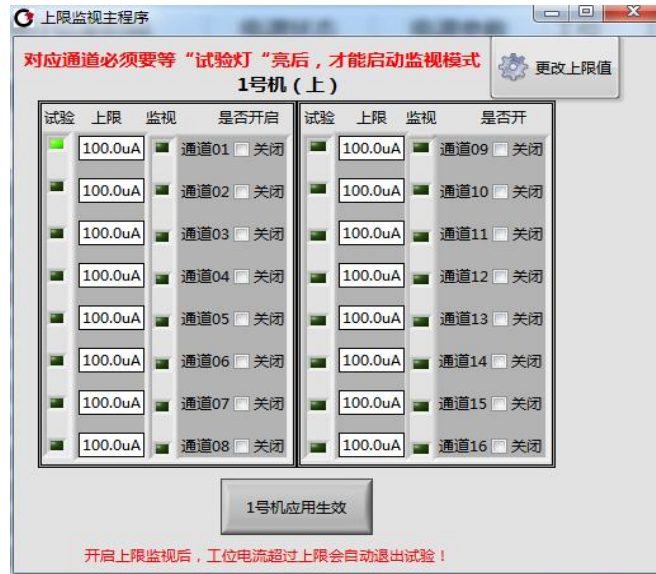 上限监视主程序
对应通道必须要等“试验灯“亮后，才能启动监视模式
更改上限值
1号机（上）
试验 上限 监视 是否开启 试验 上限 监视 是否开
100.0uA 通道01 关闭 100.0uA 通道09 关闭
100.0uA 通道02 关闭 100.0uA 通道10 关闭
100.0uA 通道03 关闭 100.0uA 通道11 关闭
100.0uA 通道04 关闭 100.0uA 通道12 关闭
100.0uA 通道05 关闭 100.0uA 通道13 关闭
100.0uA 通道06 关闭 100.0uA 通道14 关闭
100.0uA 通道07 关闭 100.0uA 通道15 关闭
100.0uA 通道08 关闭 100.0uA 通道16 关闭
1号机应用生效
开启上限监视后，工位电流超过上限会自动退出试验！